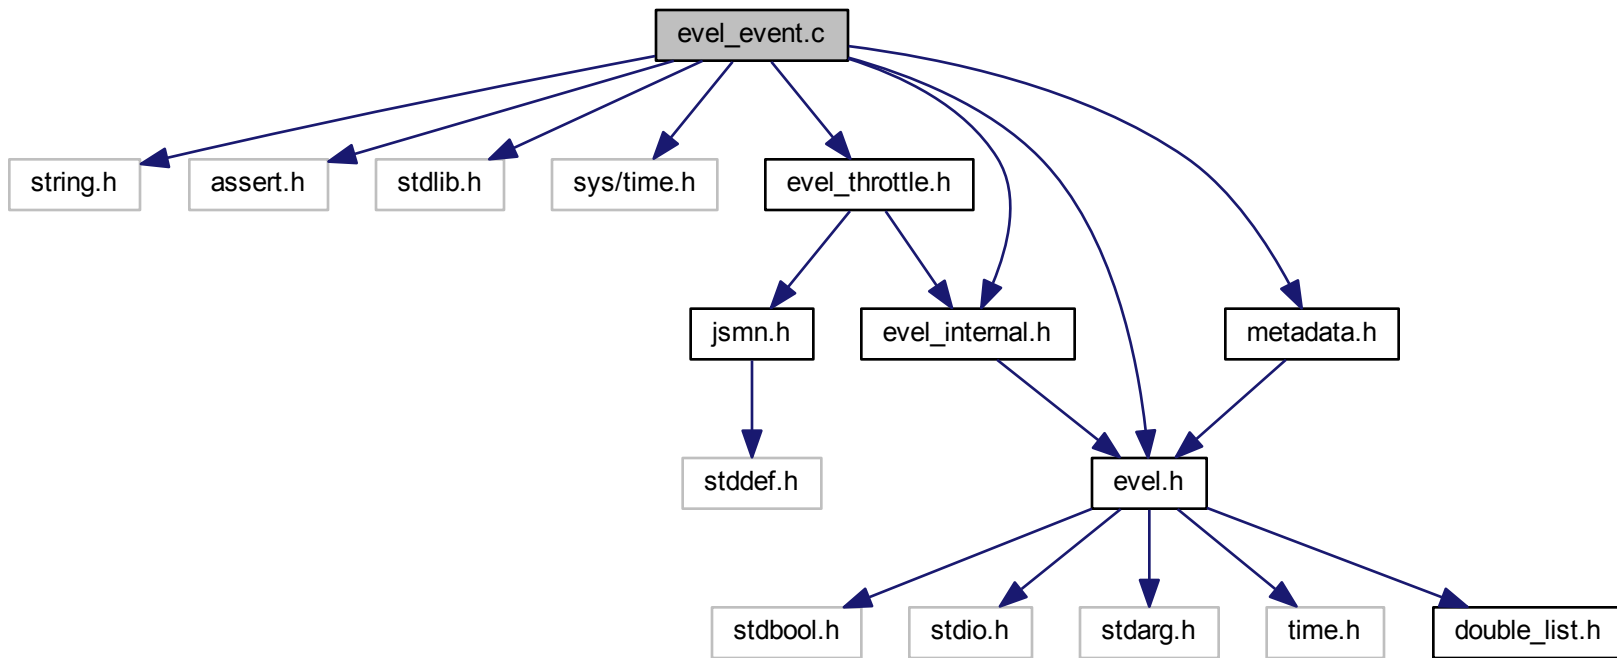 evel_event.c
string.h
assert.h
stdlib.h
sys/time.h
evel_throttle.h
jsmn.h
evel_internal.h
metadata.h
stddef.h
evel.h
stdbool.h
stdio.h
stdarg.h
time.h
double_list.h